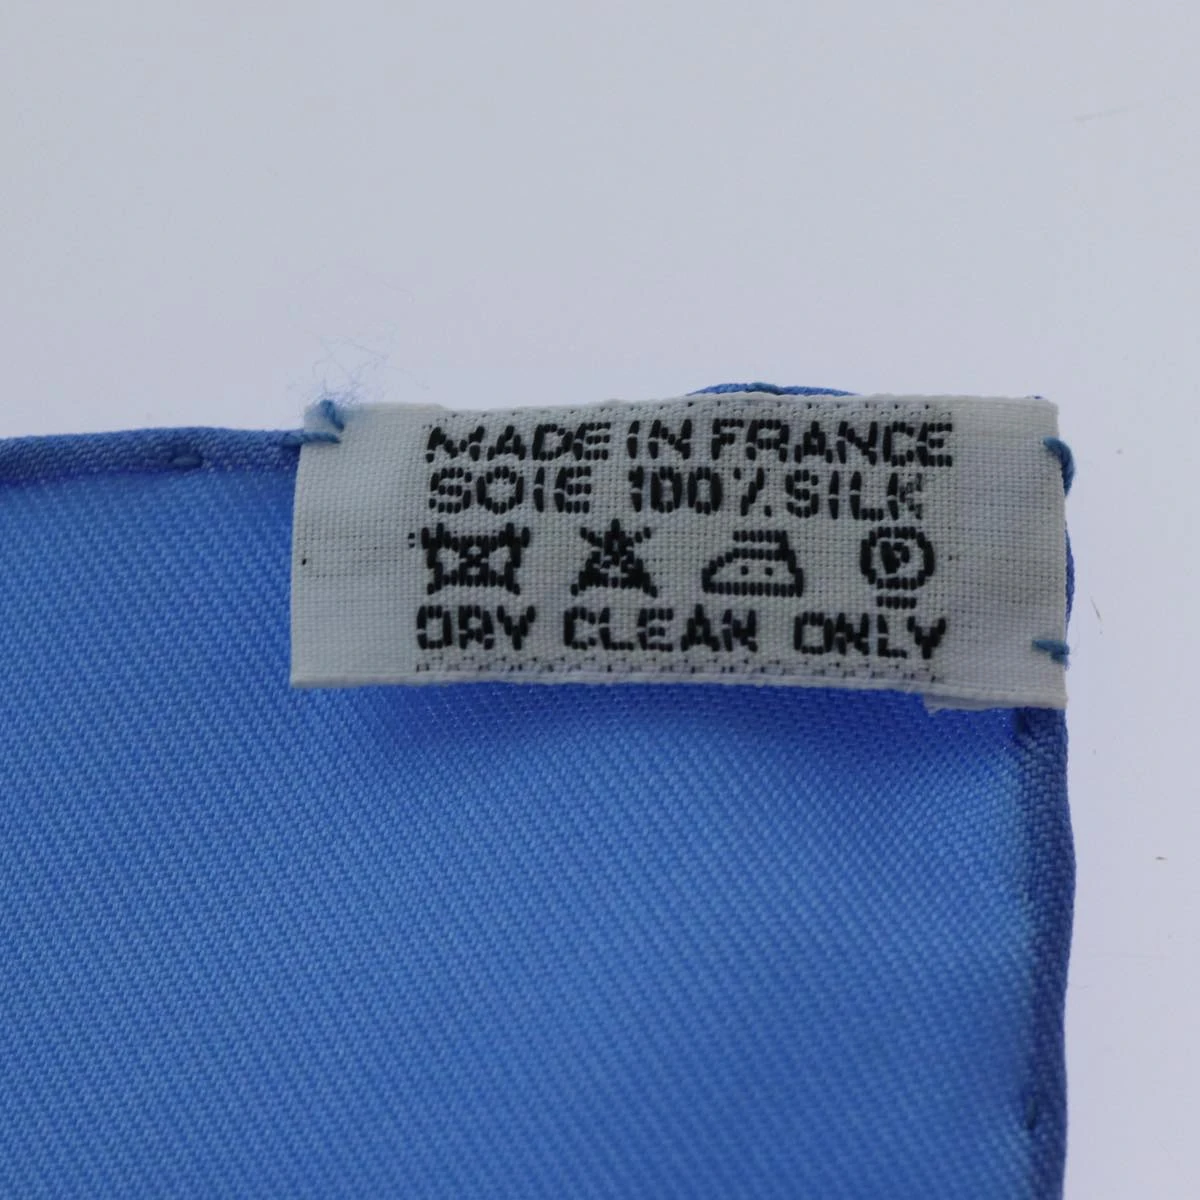 MADE IN FRANCE
SOIE 100% SILK
P
DRY CLEAN ONLY